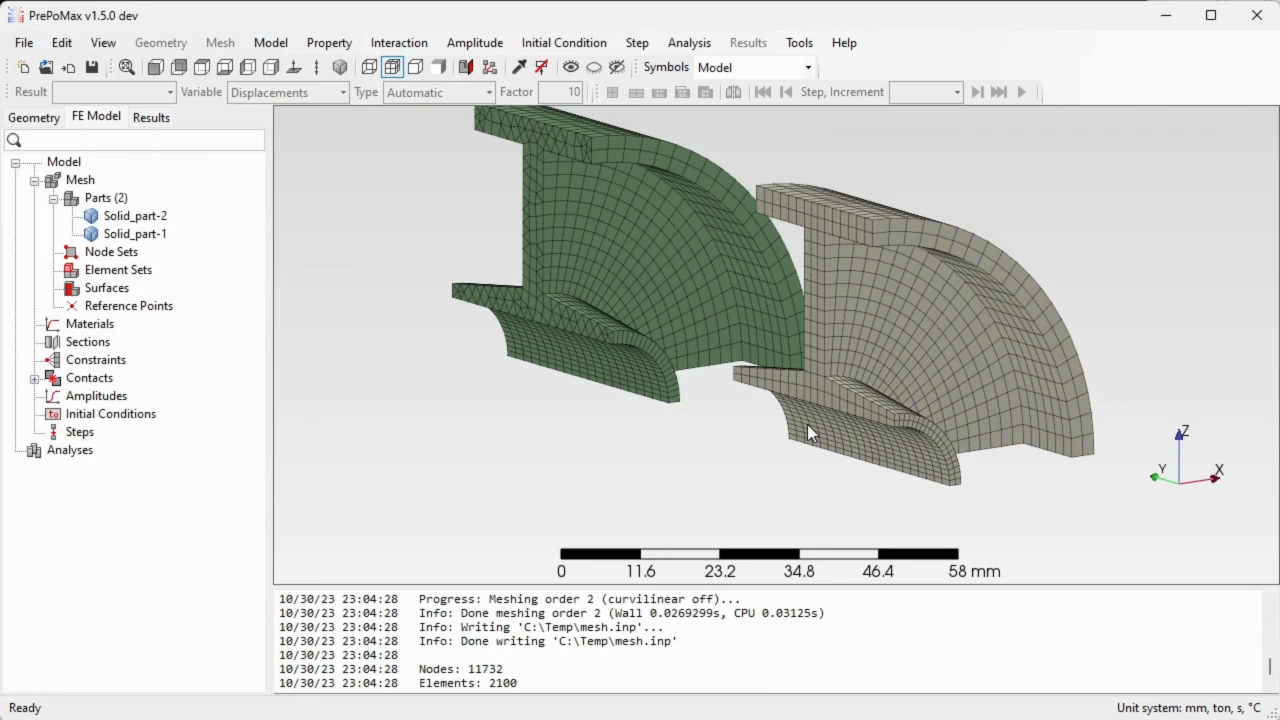 PrePoMax v1.5.0 dev
File Edit View Geometry Mesh Model Property Interaction Amplitude Initial Condition Step Analysis Results Tools Help
Symbols Model
Result Variable Displacements Type Automatic Factor 10 Step, Increment
Geometry FE Model Results
Model
Mesh
Parts (2)
Solid_part-2
Solid_part-1
Node Sets
Element Sets
Surfaces
Reference Points
Materials
Sections
Constraints
Contacts
Amplitudes
Initial Conditions
Steps
Analyses
Z
Y X
0 11.6 23.2 34.8 46.4 58 mm
10/30/23 23:04:28 Progress: Meshing order 2 (curvilinear off)...
10/30/23 23:04:28 Info: Done meshing order 2 (Wall 0.0269299s, CPU 0.03125s)
10/30/23 23:04:28 Info: Writing 'C:\Temp\mesh.inp'...
10/30/23 23:04:28 Info: Done writing 'C:\Temp\mesh.inp'
10/30/23 23:04:28
10/30/23 23:04:28 Nodes: 11732
10/30/23 23:04:28 Elements: 2100
Ready Unit system: mm, ton, s, °C